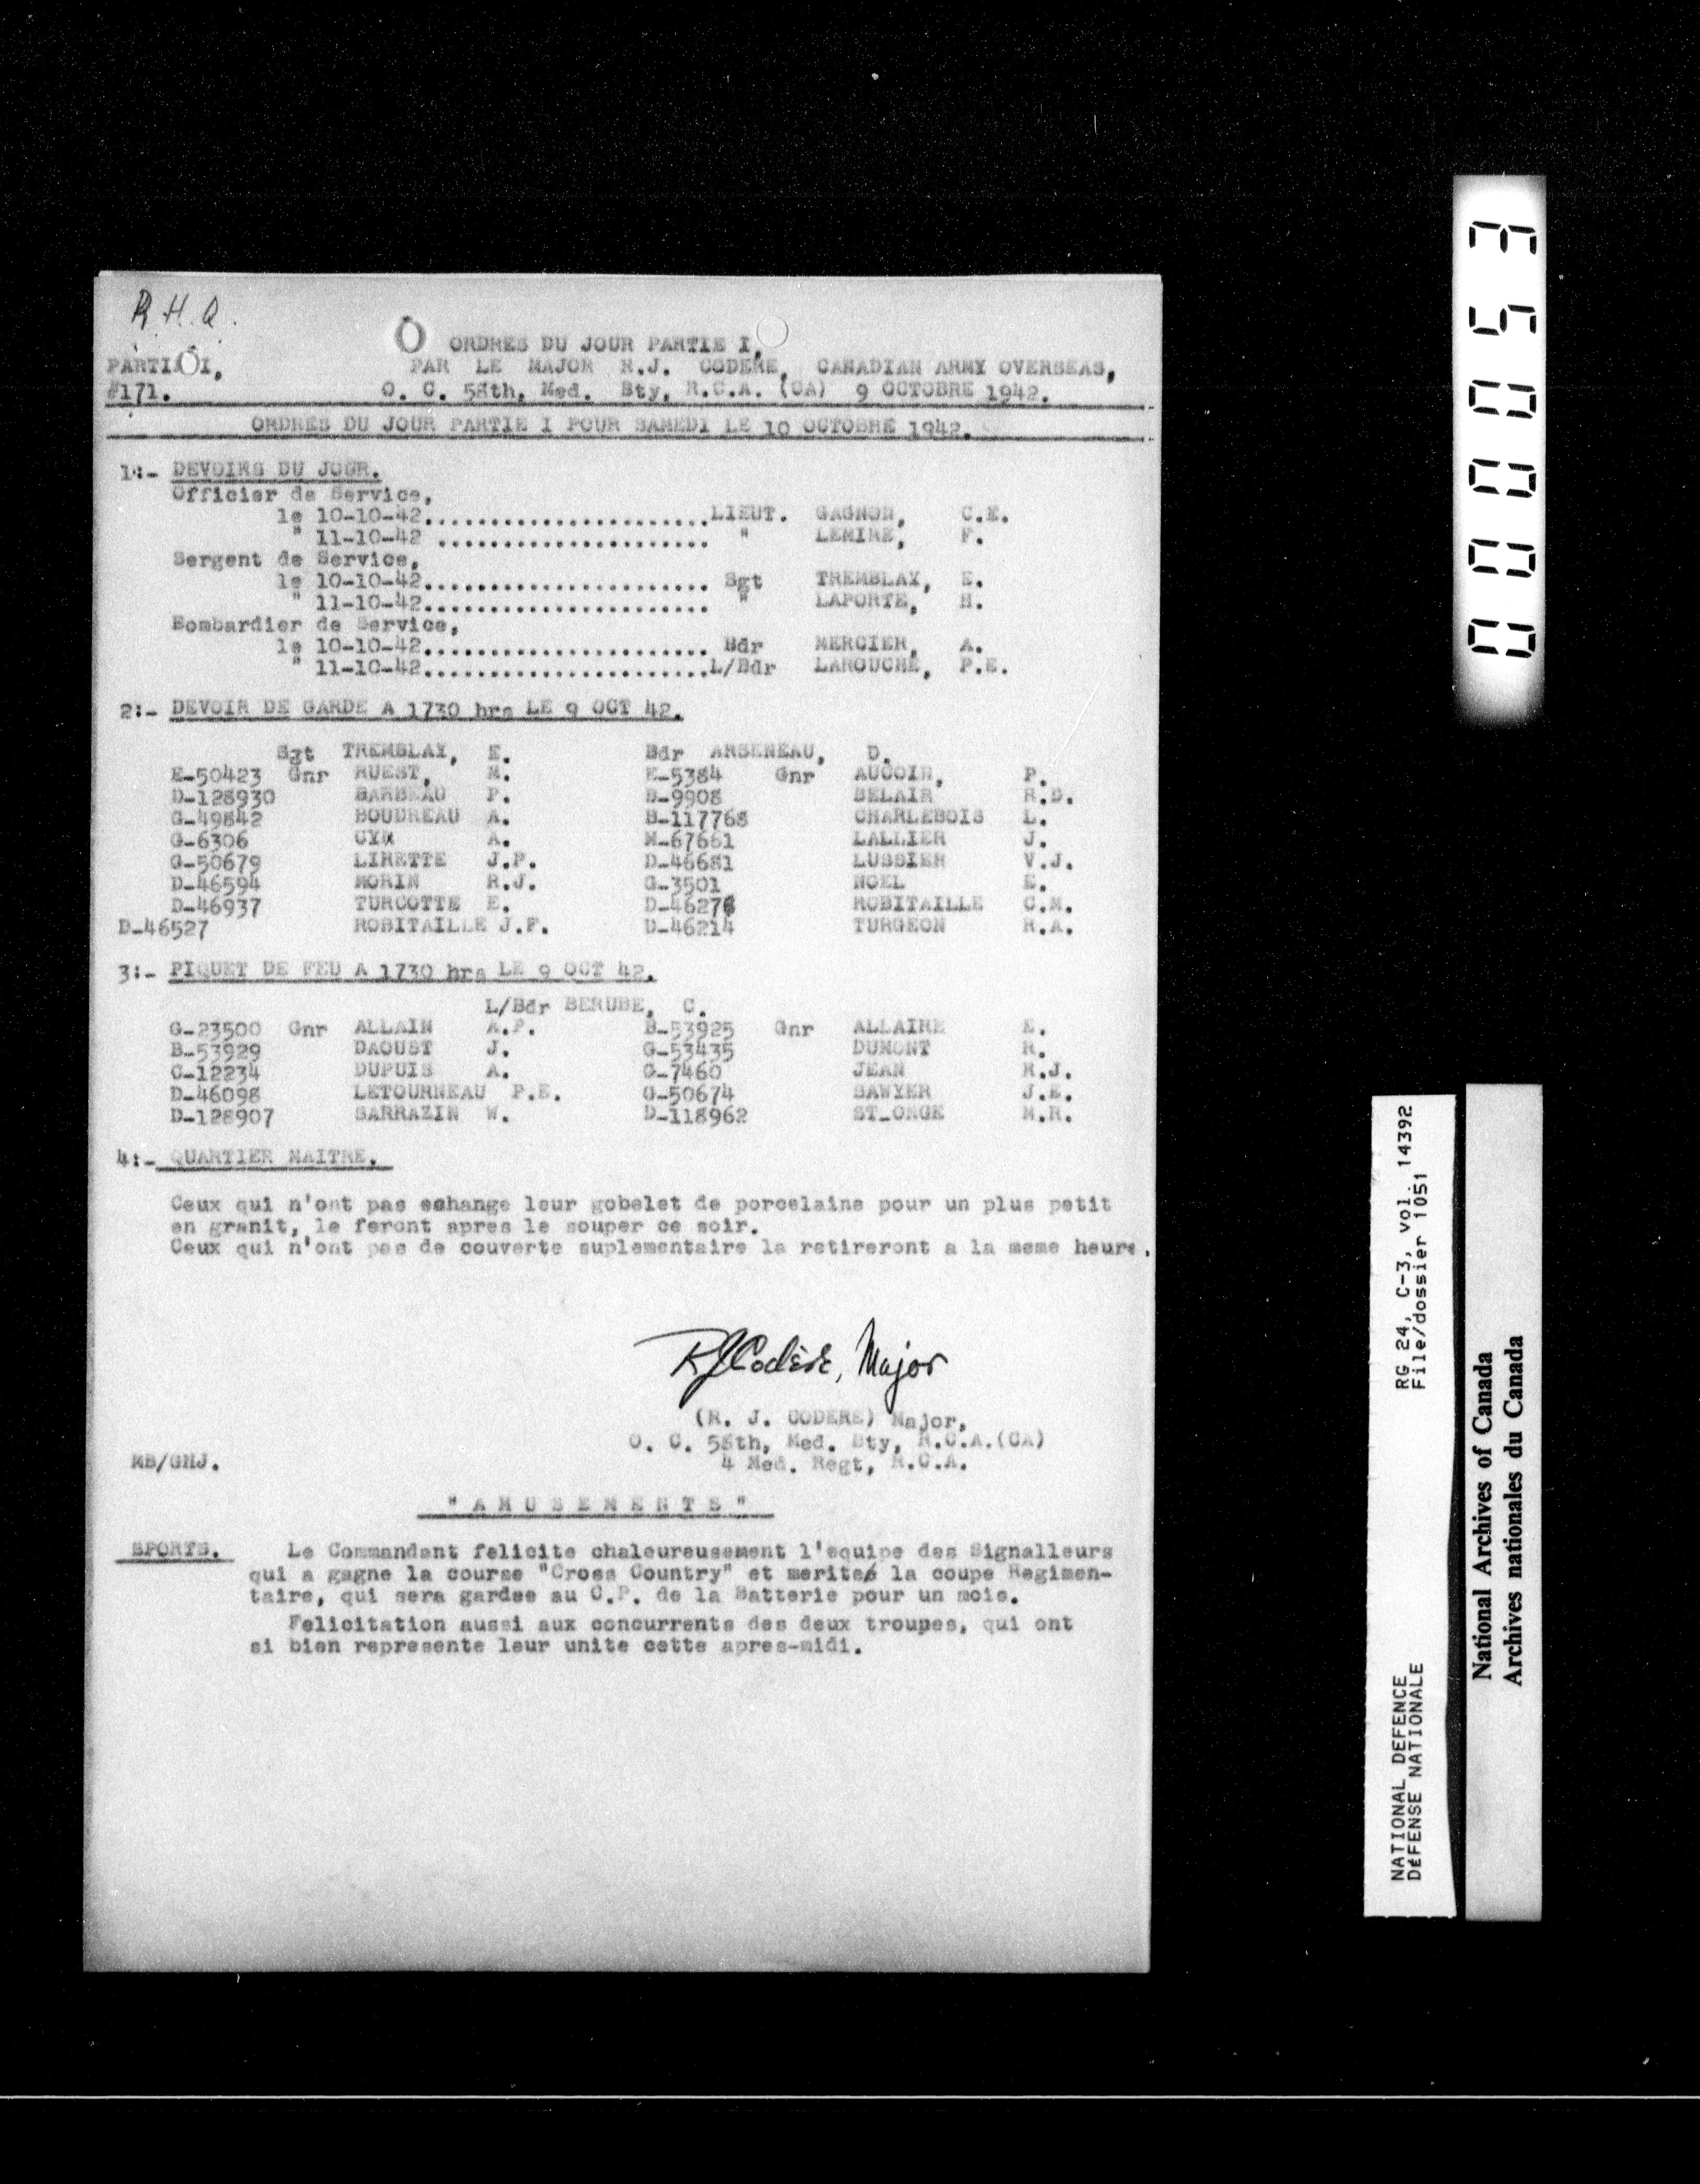 R.H.Q.
ORDRES DU JOUR PARTIE I,
PARTI I, PAR LE MAJOR R.J. CODERE, CANADIAN ARMY OVERSEAS,
#171. O. C. 58th, Med. Bty, R.C.A. (CA) 9 OCTOBRE 1942.
ORDRES DU JOUR PARTIE I POUR SAMEDI LE 10 OCTOBRE 1942.
1:- DEVOIRS DU JOUR.
Officier de Service,
le 10-10-42......................LIEUT. GAGNON, C.E.
" 11-10-42 ..................... " LEMIRE, F.
Sergent de Service,
le 10-10-42...................... Sgt TREMBLAY, E.
" 11-10-42...................... " LAPORTE, H.
Bombardier de Service,
le 10-10-42...................... Bdr MERCIER, A.
" 11-10-42......................L/Bdr LAROUCHE, P.E.
2:- DEVOIR DE GARDE A 1730 hrs LE 9 OCT 42.
Sgt TREMBLAY, E. Bdr ARSENEAU, D.
E-50423 Gnr RUEST, M. E-5384 Gnr AUCOIN, P.
D-128930 BARBEAU P. B-9908 BELAIR R.D.
G-49842 BOUDREAU A. B-117768 CHARLEBOIS L.
G-6306 CYR A. M-67661 LALLIER J.
G-50679 LIRETTE J.P. D-46681 LUSSIER V.J.
D-46594 MORIN R.J. G-3501 NOEL E.
D-46937 TURCOTTE E. D-46276 ROBITAILLE C.M.
D-46527 ROBITAILLE J.F. D-46214 TURGEON R.A.
3:- PIQUET DE FEU A 1730 hrs LE 9 OCT 42.
L/Bdr BERUBE, C.
G-23500 Gnr ALLAIN A.P. B-53925 Gnr ALLAIRE E.
B-53929 DAOUST J. G-53435 DUMONT R.
C-12234 DUPUIS A. G-7460 JEAN R.J.
D-46098 LETOURNEAU P.E. G-50674 SAWYER J.E.
D-128907 SARRAZIN W. D-118962 ST-ONGE M.R.
4:- QUARTIER MAITRE.
Ceux qui n'ont pas echange leur gobelet de porcelaine pour un plus petit
en granit, le feront apres le souper ce soir.
Ceux qui n'ont pas de couverte suplementaire la retireront a la meme heure.
RJ Codère, Major
(R. J. CODERE) Major,
O. C. 58th, Med. Bty, R.C.A.(CA)
MB/GMJ. 4 Med. Regt, R.C.A.
"A M U S E M E N T S"
SPORTS. Le Commandant felicite chaleureusement l'equipe des Signalleurs
qui a gagne la course "Cross Country" et merite la coupe Regimen-
taire, qui sera gardee au C.P. de la Batterie pour un mois.
Felicitation aussi aux concurrents des deux troupes, qui ont
si bien represente leur unite cette apres-midi.
0000053
NATIONAL DEFENCE RG 24, C-3, vol. 14392
DéFENSE NATIONALE File/dossier 1051
National Archives of Canada
Archives nationales du Canada